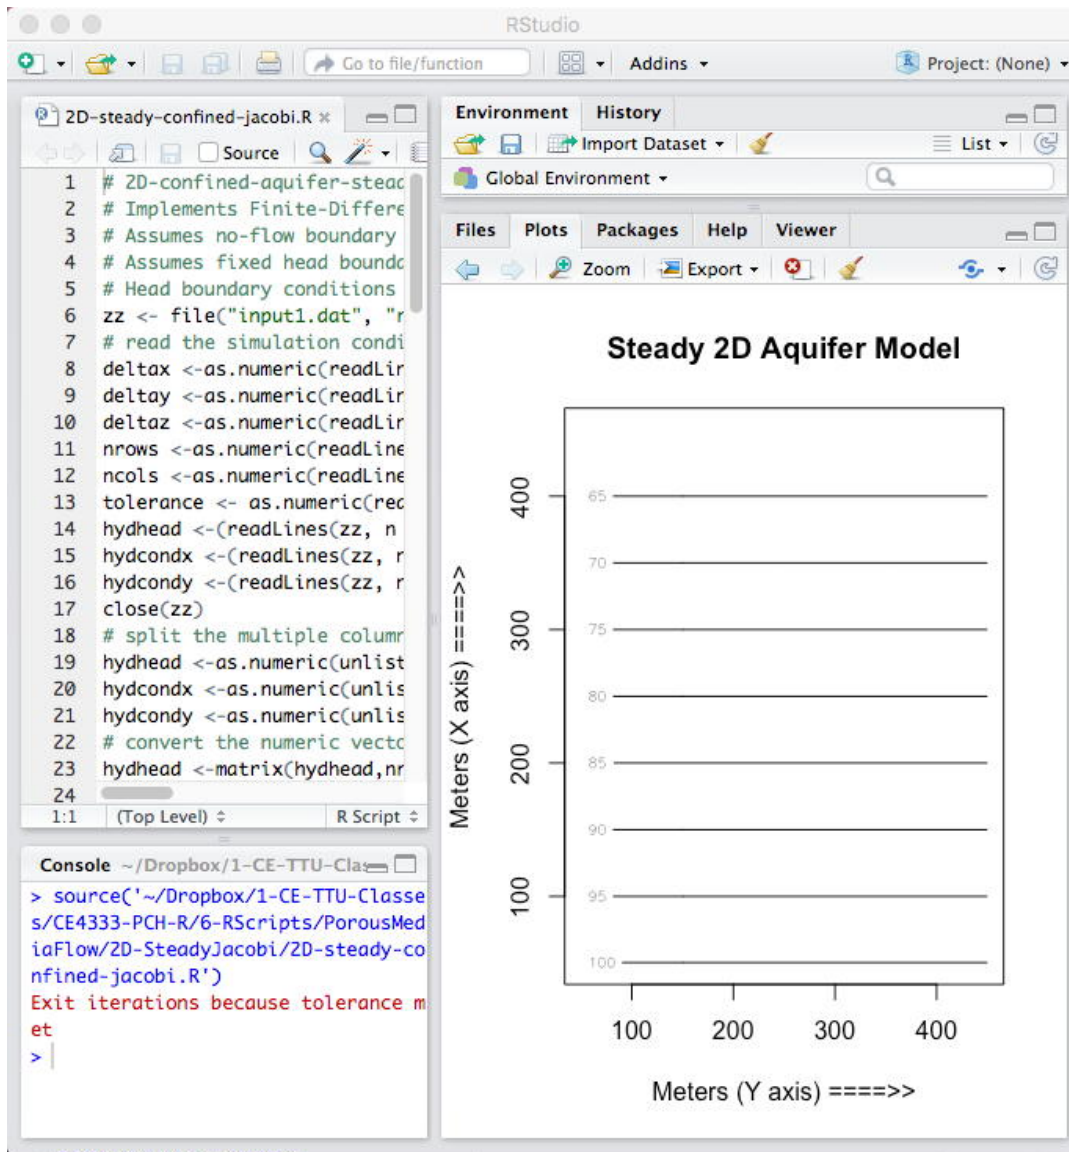 RStudio
Go to file/function
Addins
Project: (None)
2D-steady-confined-jacobi.R
Source
1 # 2D-confined-aquifer-stead
2 # Implements Finite-Differe
3 # Assumes no-flow boundary
4 # Assumes fixed head bounda
5 # Head boundary conditions
6 zz <- file("input1.dat", "r
7 # read the simulation condi
8 deltax <-as.numeric(readLin
9 deltay <-as.numeric(readLin
10 deltaz <-as.numeric(readLin
11 nrows <-as.numeric(readLine
12 ncols <-as.numeric(readLine
13 tolerance <- as.numeric(rea
14 hydhead <-(readLines(zz, n
15 hydcondx <-(readLines(zz, r
16 hydcondy <-(readLines(zz, r
17 close(zz)
18 # split the multiple column
19 hydhead <-as.numeric(unlist
20 hydcondx <-as.numeric(unlis
21 hydcondy <-as.numeric(unlis
22 # convert the numeric vecto
23 hydhead <-matrix(hydhead,nr
24
1:1 (Top Level) R Script
Console ~/Dropbox/1-CE-TTU-Clas
> source('~/Dropbox/1-CE-TTU-Classe
s/CE4333-PCH-R/6-RScripts/PorousMed
iaFlow/2D-SteadyJacobi/2D-steady-co
nfined-jacobi.R')
Exit iterations because tolerance m
et
>
Environment History
Import Dataset List
Global Environment
Files Plots Packages Help Viewer
Zoom Export
Steady 2D Aquifer Model
Meters (X axis) ====>>
400
300
200
100
65
70
75
80
85
90
95
100
100 200 300 400
Meters (Y axis) ====>>